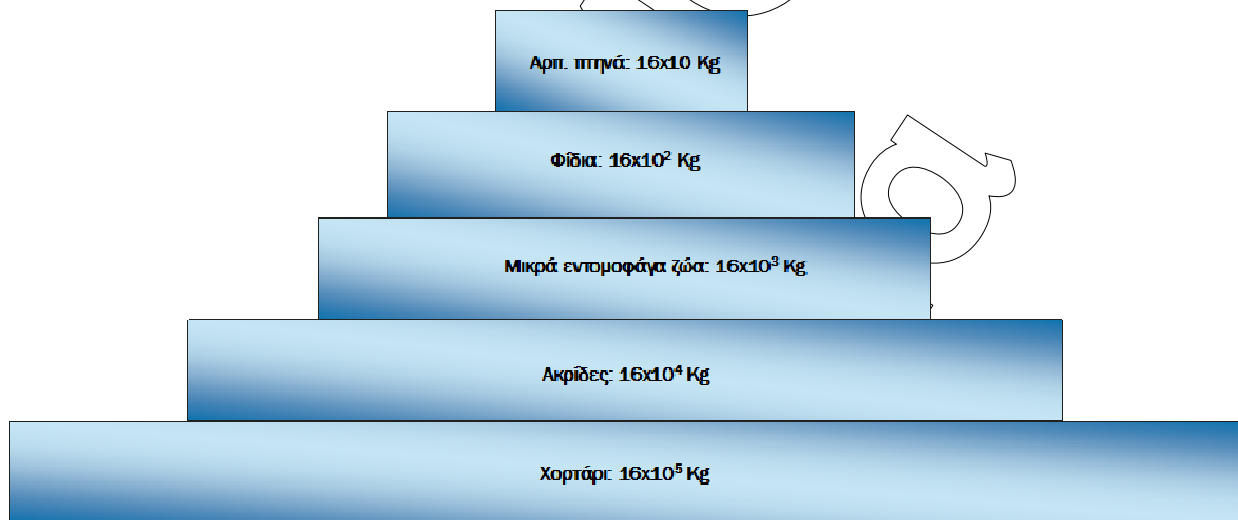 Αρπ. πτηνά: 16x10 Kg
Φίδια: 16x10² Kg
Μικρά εντομοφάγα ζώα: 16x10³ Kg
Ακρίδες: 16x10⁴ Kg
Χορτάρι: 16x10⁵ Kg